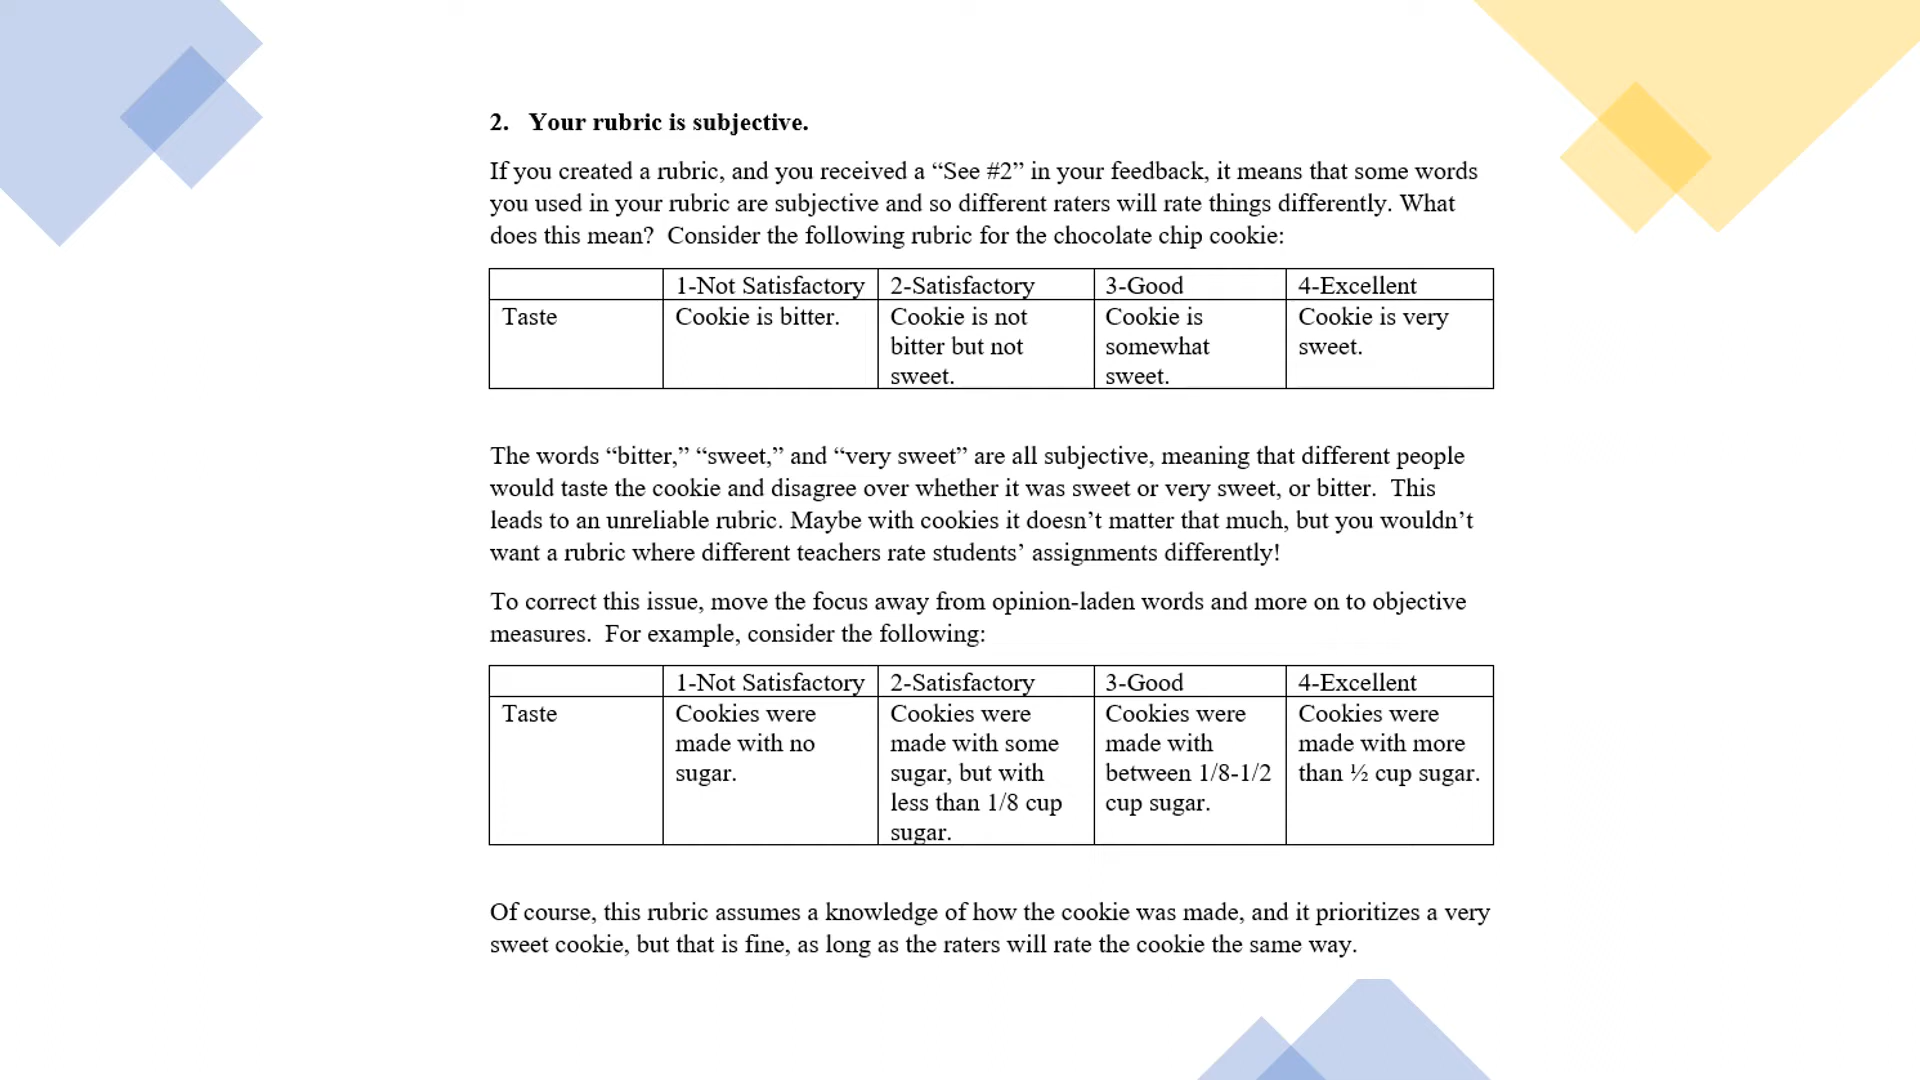 2. Your rubric is subjective.
If you created a rubric, and you received a “See #2” in your feedback, it means that some words
you used in your rubric are subjective and so different raters will rate things differently. What
does this mean?  Consider the following rubric for the chocolate chip cookie:
1-Not Satisfactory 2-Satisfactory 3-Good 4-Excellent
Taste Cookie is bitter. Cookie is not Cookie is Cookie is very
bitter but not somewhat sweet.
sweet. sweet.
The words “bitter,” “sweet,” and “very sweet” are all subjective, meaning that different people
would taste the cookie and disagree over whether it was sweet or very sweet, or bitter.  This
leads to an unreliable rubric. Maybe with cookies it doesn’t matter that much, but you wouldn’t
want a rubric where different teachers rate students’ assignments differently!
To correct this issue, move the focus away from opinion-laden words and more on to objective
measures.  For example, consider the following:
1-Not Satisfactory 2-Satisfactory 3-Good 4-Excellent
Taste Cookies were Cookies were Cookies were Cookies were
made with no made with some made with made with more
sugar. sugar, but with between 1/8-1/2 than ½ cup sugar.
less than 1/8 cup cup sugar.
sugar.
Of course, this rubric assumes a knowledge of how the cookie was made, and it prioritizes a very
sweet cookie, but that is fine, as long as the raters will rate the cookie the same way.